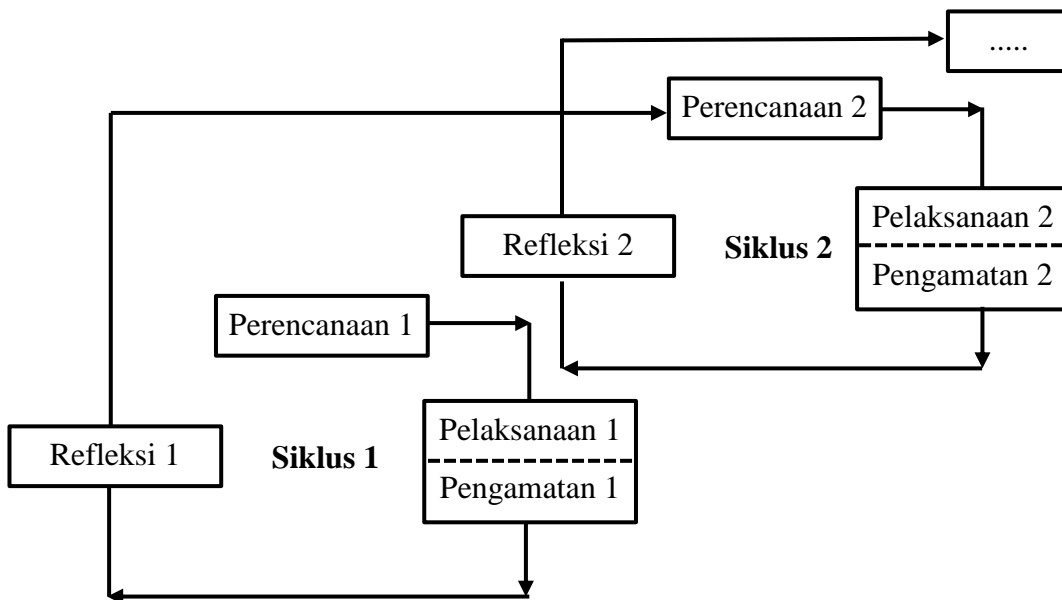 .....
Perencanaan 2
Pelaksanaan 2
Refleksi 2
Siklus 2
Pengamatan 2
Perencanaan 1
Pelaksanaan 1
Refleksi 1
Siklus 1
Pengamatan 1